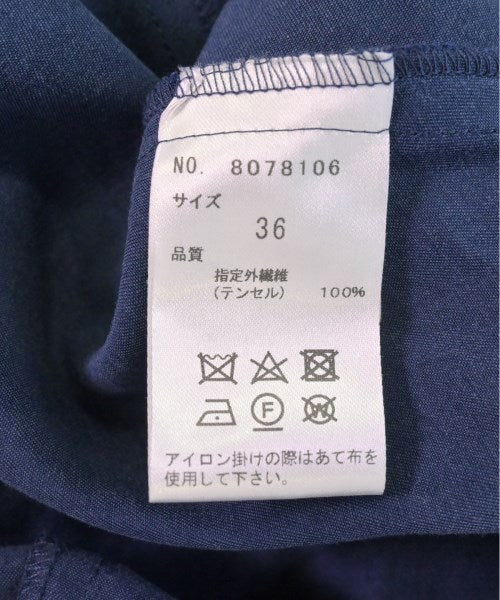 NO. 8078106
サイズ
36
品質
指定外繊維
(テンセル) 100%
F W
アイロン掛けの際はあて布を
使用して下さい。